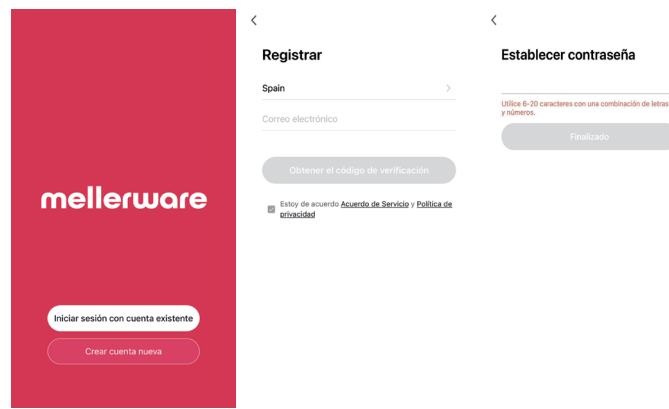 mellerware
Iniciar sesión con cuenta existente
Crear cuenta nueva
Registrar
Spain
Correo electrónico
Obtener el código de verificación
Estoy de acuerdo Acuerdo de Servicio y Política de
privacidad
Establecer contraseña
Utilice 6-20 caracteres con una combinación de letras
y números.
Finalizado